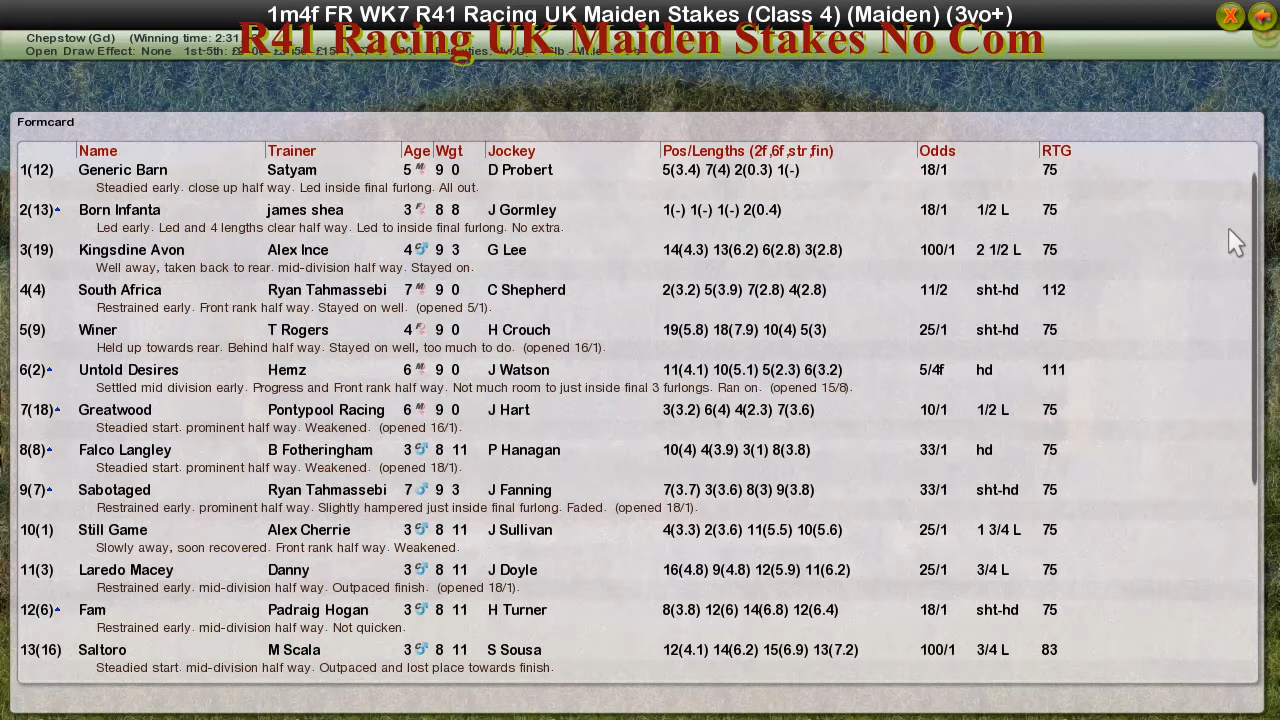 1m4f FR WK7 R41 Racing UK Maiden Stakes (Class 4) (Maiden) (3yo+)
R41 Racing UK Maiden Stakes No Com
Chepstow (Gd) (Winning time: 2:31
Open Draw Effect: None 1st-5th:
Formcard
Name Trainer Age Wgt Jockey Pos/Lengths (2f,6f,str,fin) Odds RTG
1(12) Generic Barn Satyam 5 9 0 D Probert 5(3.4) 7(4) 2(0.3) 1(-) 18/1 75
Steadied early. close up half way. Led inside final furlong. All out.
2(13) Born Infanta james shea 3 8 8 J Gormley 1(-) 1(-) 1(-) 2(0.4) 18/1 1/2 L 75
Led early. Led and 4 lengths clear half way. Led to inside final furlong. No extra.
3(19) Kingsdine Avon Alex Ince 4 9 3 G Lee 14(4.3) 13(6.2) 6(2.8) 3(2.8) 100/1 2 1/2 L 75
Well away, taken back to rear. mid-division half way. Stayed on.
4(4) South Africa Ryan Tahmassebi 7 9 0 C Shepherd 2(3.2) 5(3.9) 7(2.8) 4(2.8) 11/2 sht-hd 112
Restrained early. Front rank half way. Stayed on well. (opened 5/1)
5(9) Winer T Rogers 4 9 0 H Crouch 19(5.8) 18(7.9) 10(4) 5(3) 25/1 sht-hd 75
Held up towards rear. Behind half way. Stayed on well, too much to do. (opened 16/1).
6(2) Untold Desires Hemz 6 9 0 J Watson 11(4.1) 10(5.1) 5(2.3) 6(3.2) 5/4f hd 111
Settled mid division early. Progress and Front rank half way. Not much room to just inside final 3 furlongs. Ran on. (opened 15/8).
7(18) Greatwood Pontypool Racing 6 9 0 J Hart 3(3.2) 6(4) 4(2.3) 7(3.6) 10/1 1/2 L 75
Steadied start. prominent half way. Weakened. (opened 16/1).
8(8) Falco Langley B Fotheringham 3 8 11 P Hanagan 10(4) 4(3.9) 3(1) 8(3.8) 33/1 hd 75
Steadied start. prominent half way. Weakened. (opened 18/1).
9(7) Sabotaged Ryan Tahmassebi 7 9 3 J Fanning 7(3.7) 3(3.6) 8(3) 9(3.8) 33/1 sht-hd 75
Restrained early. prominent half way. Slightly hampered just inside final furlong. Faded. (opened 18/1).
10(1) Still Game Alex Cherrie 3 8 11 J Sullivan 4(3.3) 2(3.6) 11(5.5) 10(5.6) 25/1 1 3/4 L 75
Slowly away, soon recovered. Front rank half way. Weakened.
11(3) Laredo Macey Danny 3 8 11 J Doyle 16(4.8) 9(4.8) 12(5.9) 11(6.2) 25/1 3/4 L 75
Restrained early. mid-division half way. Outpaced finish. (opened 18/1).
12(6) Fam Padraig Hogan 3 8 11 H Turner 8(3.8) 12(6) 14(6.8) 12(6.4) 18/1 sht-hd 75
Restrained early. mid-division half way. Not quicken.
13(16) Saltoro M Scala 3 8 11 S Sousa 12(4.1) 14(6.2) 15(6.9) 13(7.2) 100/1 3/4 L 83
Steadied start. mid-division half way. Outpaced and lost place towards finish.